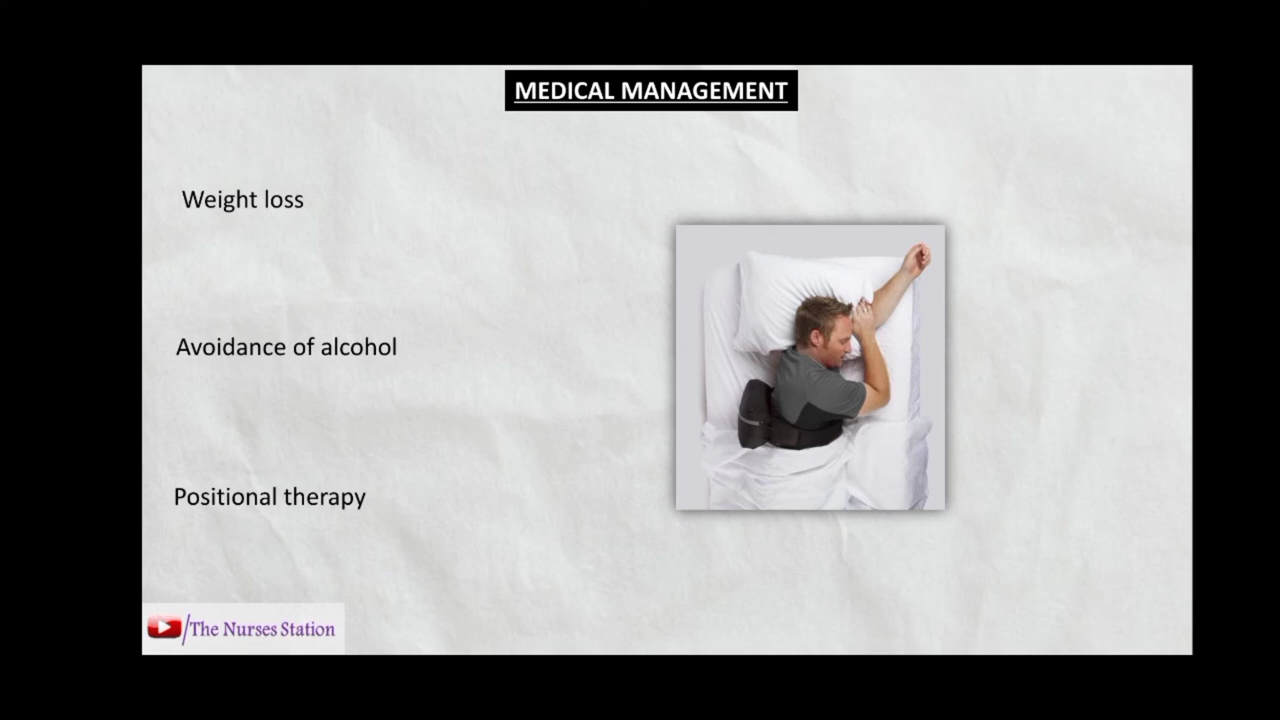 MEDICAL MANAGEMENT
Weight loss
Avoidance of alcohol
Positional therapy
The Nurses Station